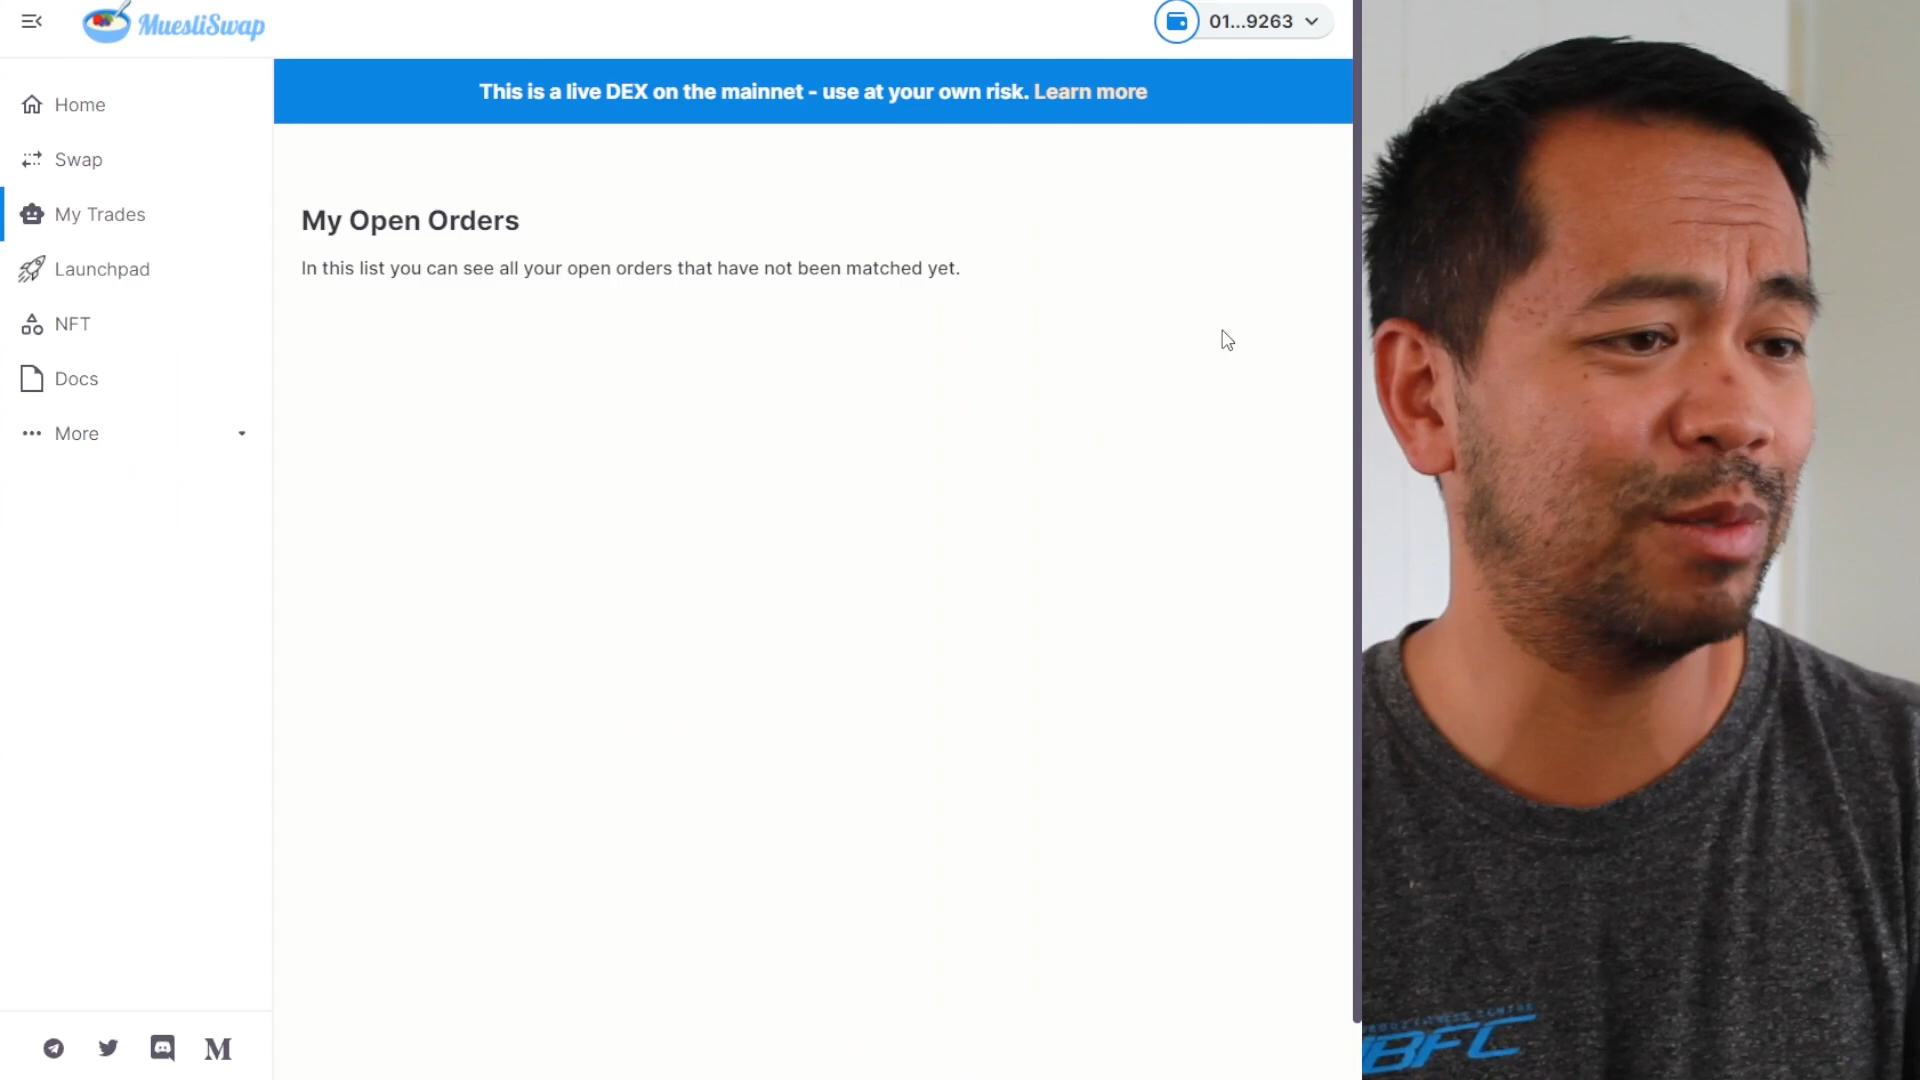 MuesliSwap
01...9263
Home
Swap
My Trades
Launchpad
NFT
Docs
More
This is a live DEX on the mainnet - use at your own risk. Learn more
My Open Orders
In this list you can see all your open orders that have not been matched yet.
M
BFC